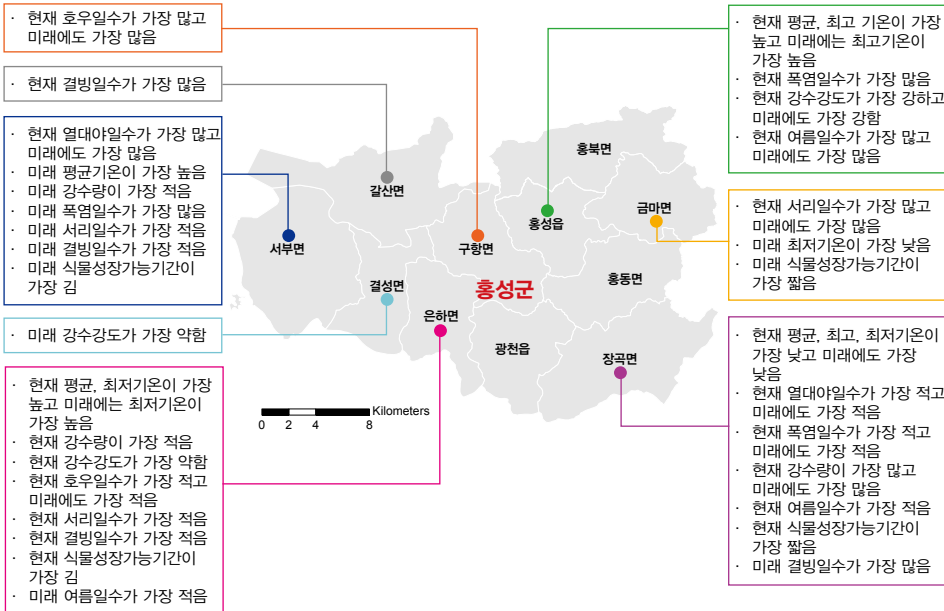 · 현재 호우일수가 가장 많고
미래에도 가장 많음
· 현재 결빙일수가 가장 많음
· 현재 열대야일수가 가장 많고
미래에도 가장 많음
· 미래 평균기온이 가장 높음
· 미래 강수량이 가장 적음
· 미래 폭염일수가 가장 많음
· 미래 서리일수가 가장 적음
· 미래 결빙일수가 가장 적음
· 미래 식물성장가능기간이
가장 김
· 미래 강수강도가 가장 약함
· 현재 평균, 최저기온이 가장
높고 미래에는 최저기온이
가장 높음
· 현재 강수량이 가장 적음
· 현재 강수강도가 가장 약함
· 현재 호우일수가 가장 적고
미래에도 가장 적음
· 현재 서리일수가 가장 적음
· 현재 결빙일수가 가장 적음
· 현재 식물성장가능기간이
가장 김
· 미래 여름일수가 가장 적음
홍북면
갈산면
홍성읍
금마면
서부면
구항면
홍동면
결성면
홍성군
은하면
광천읍
장곡면
Kilometers
0 2 4 8
· 현재 평균, 최고 기온이 가장
높고 미래에는 최고기온이
가장 높음
· 현재 폭염일수가 가장 많음
· 현재 강수강도가 가장 강하고
미래에도 가장 강함
· 현재 여름일수가 가장 많고
미래에도 가장 많음
· 현재 서리일수가 가장 많고
미래에도 가장 많음
· 미래 최저기온이 가장 낮음
· 미래 식물성장가능기간이
가장 짧음
· 현재 평균, 최고, 최저기온이
가장 낮고 미래에도 가장
낮음
· 현재 열대야일수가 가장 적고
미래에도 가장 적음
· 현재 폭염일수가 가장 적고
미래에도 가장 적음
· 현재 강수량이 가장 많고
미래에도 가장 많음
· 현재 여름일수가 가장 적음
· 현재 식물성장가능기간이
가장 짧음
· 미래 결빙일수가 가장 많음